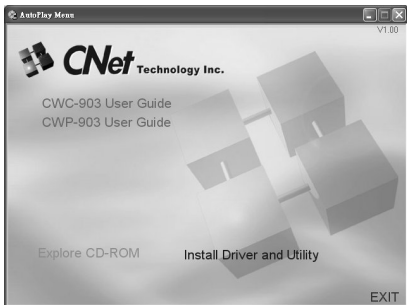 AutoPlay Menu
V1.00
CNet Technology Inc.
CWC-903 User Guide
CWP-903 User Guide
Explore CD-ROM
Install Driver and Utility
EXIT